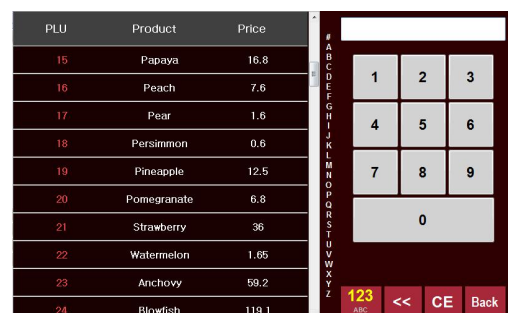 PLU Product Price
15 Papaya 16.8
16 Peach 7.6
17 Pear 1.6
18 Persimmon 0.6
19 Pineapple 12.5
20 Pomegranate 6.8
21 Strawberry 36
22 Watermelon 1.65
23 Anchovy 59.2
24 Blowfish 119.1
#
A
B
C
D
E
F
G
H
I
J
K
L
M
N
O
P
Q
R
S
T
U
V
W
X
Y
Z
1 2 3
4 5 6
7 8 9
0
123 << CE Back
ABC